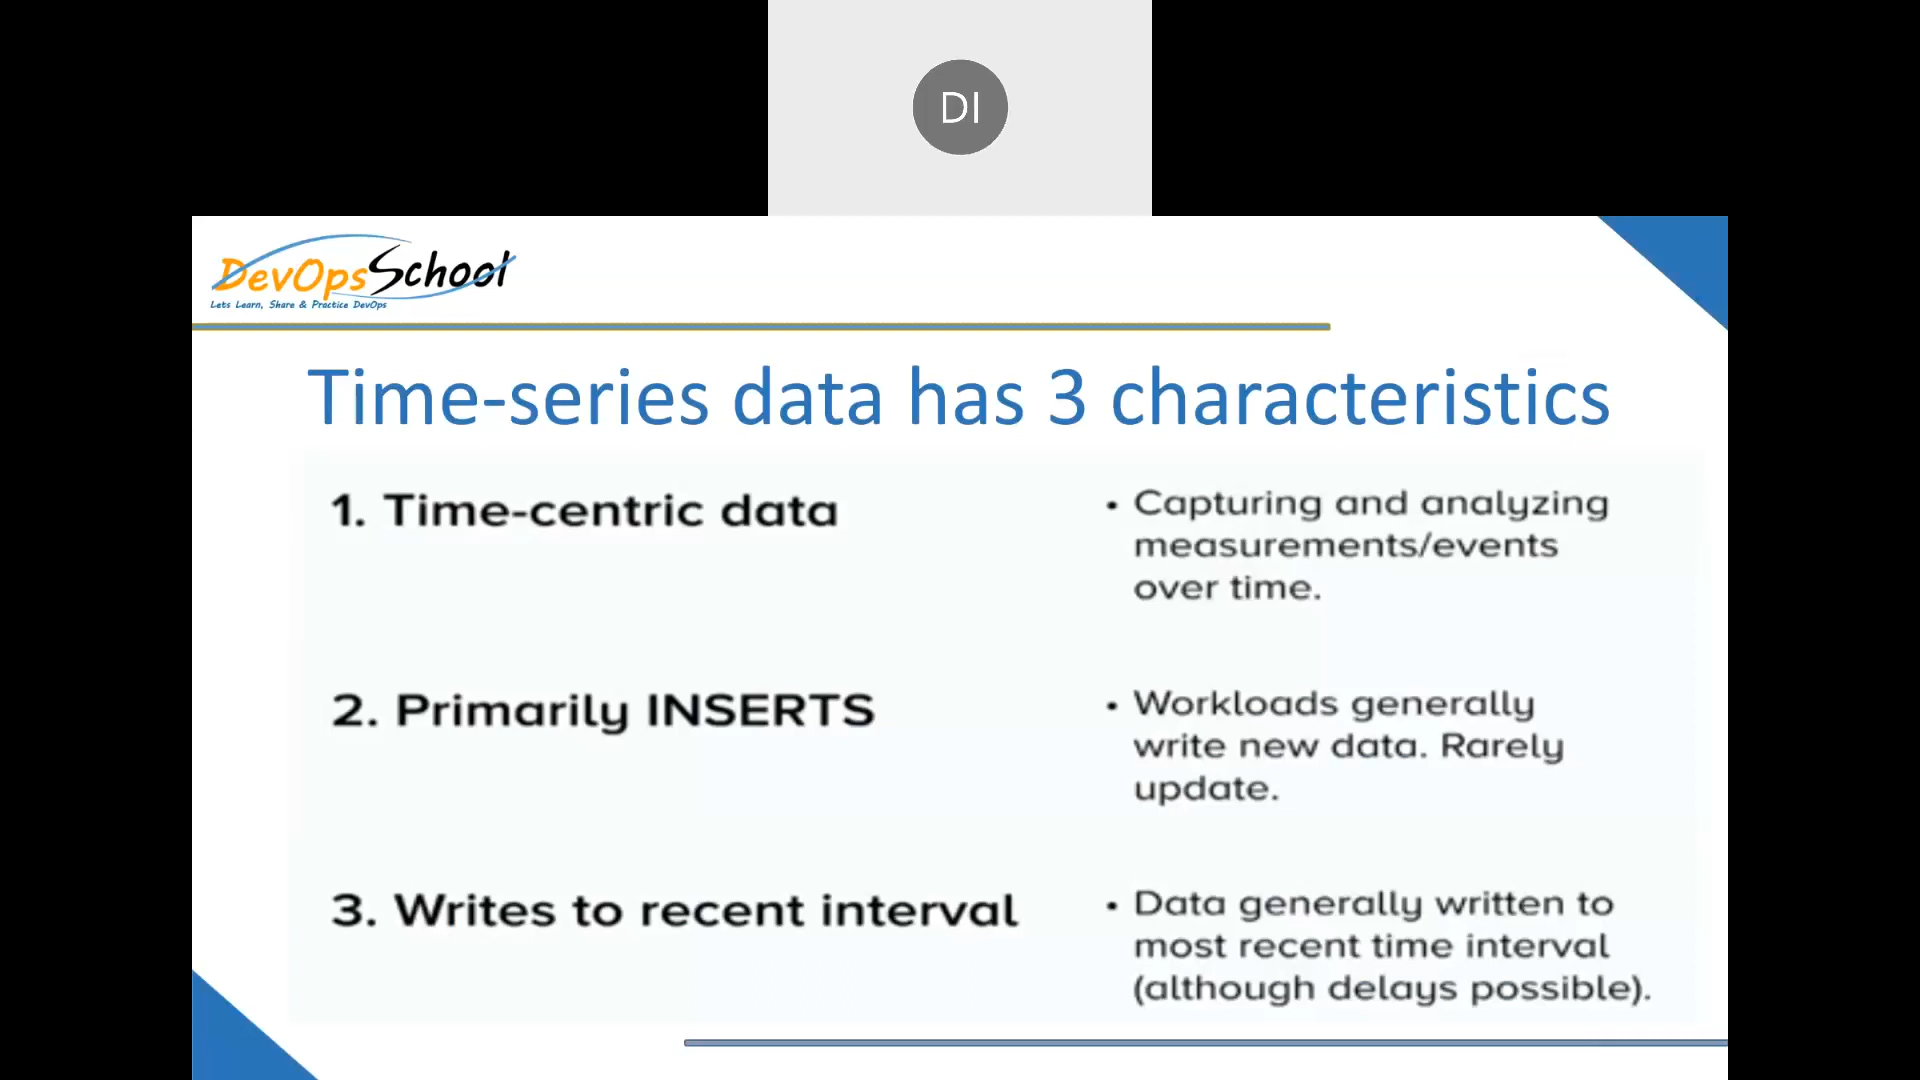 DI
DevOpsSchool
Lets Learn, Share & Practice DevOps
Time-series data has 3 characteristics
1. Time-centric data
• Capturing and analyzing
measurements/events
over time.
2. Primarily INSERTS
• Workloads generally
write new data. Rarely
update.
3. Writes to recent interval
• Data generally written to
most recent time interval
(although delays possible).